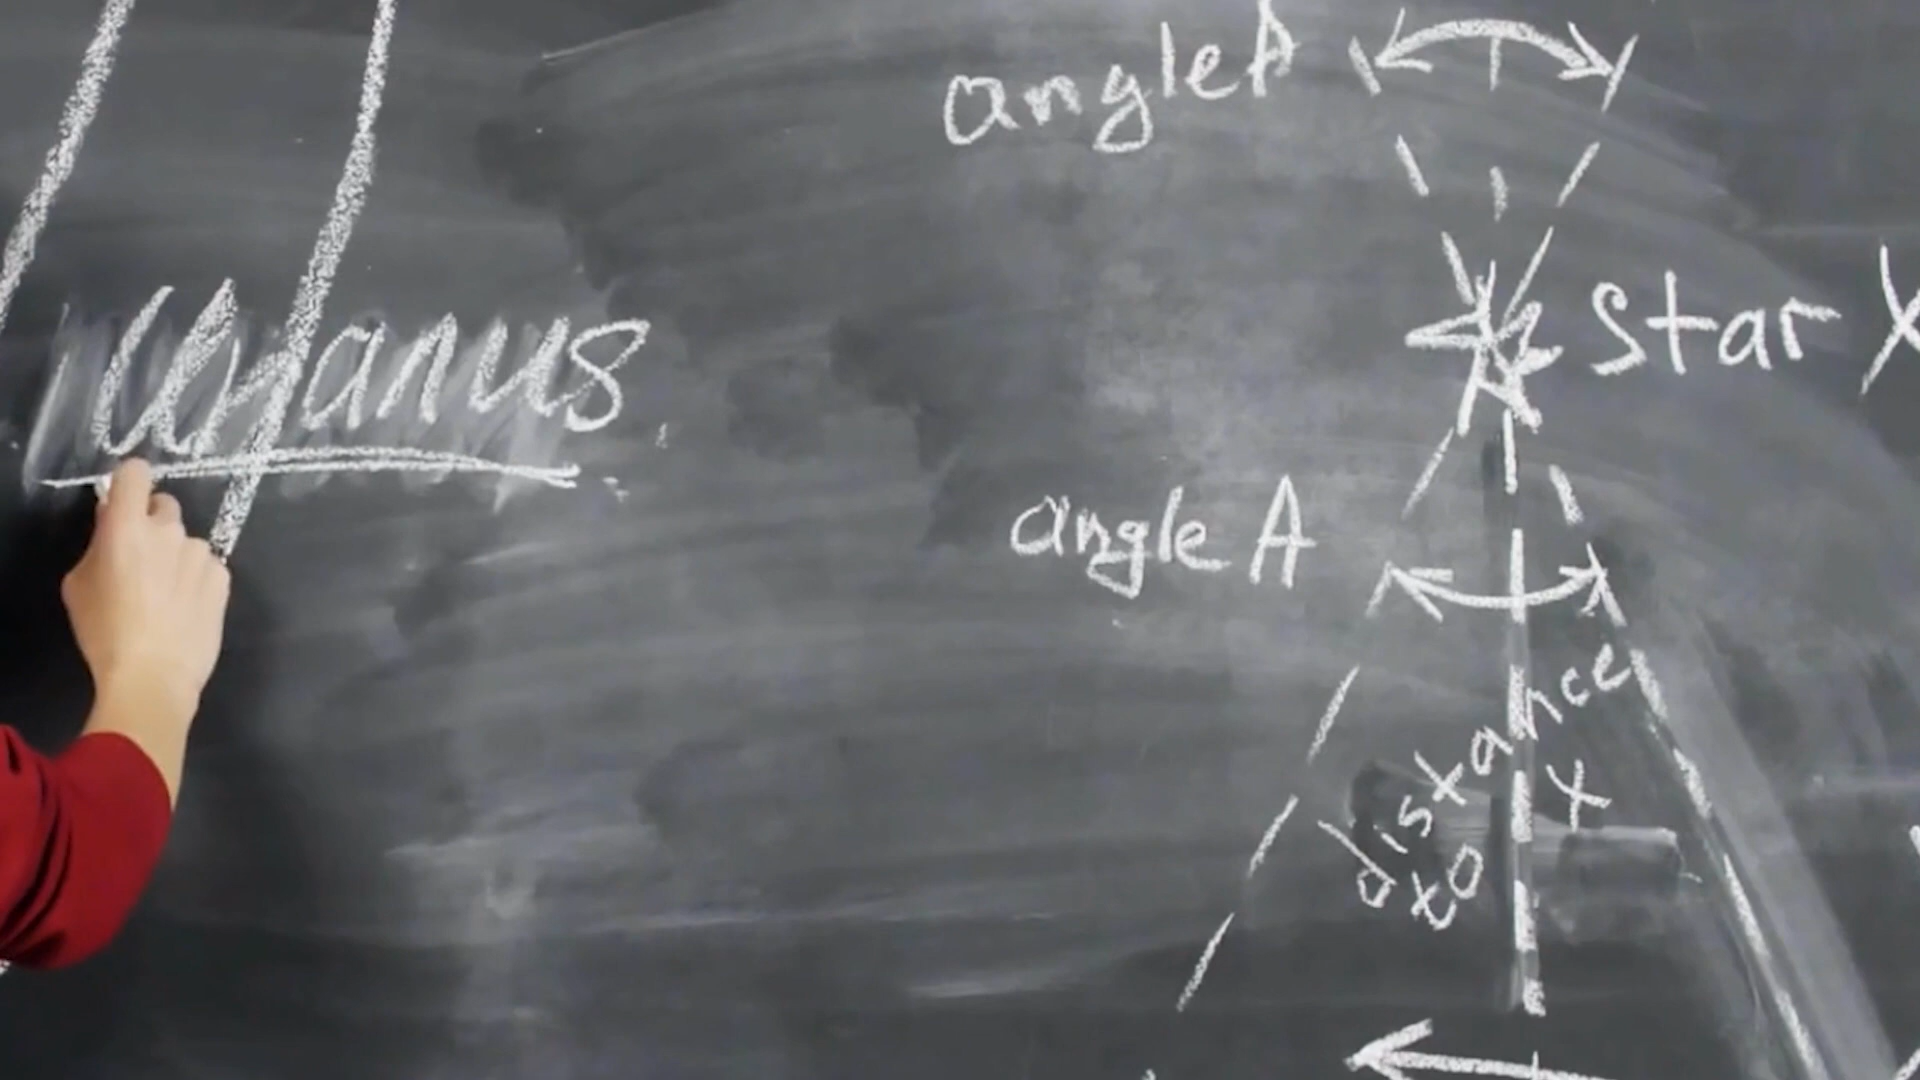 angle A
Uranus
star X
angle A
distance
to X